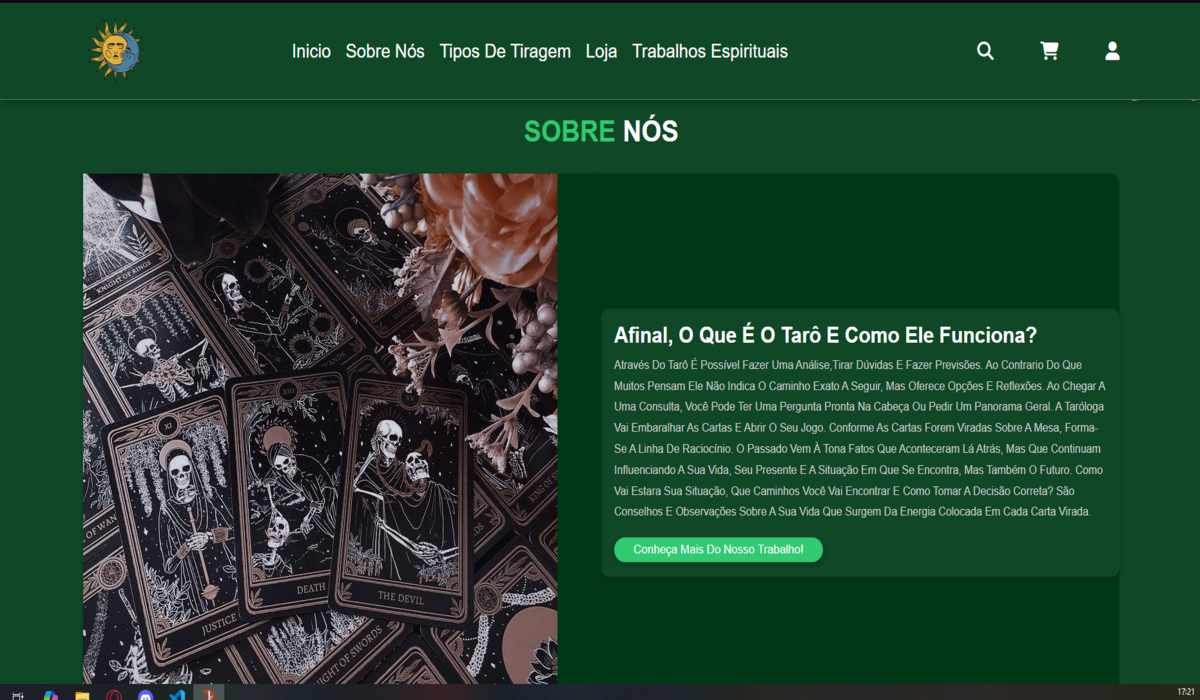 Inicio Sobre Nós Tipos De Tiragem Loja Trabalhos Espirituais
SOBRE NÓS
KNIGHT OF RINGS
XI
JUSTICE
XIII
DEATH
THE DEVIL
KNIGHT OF SWORDS
Afinal, O Que É O Tarô E Como Ele Funciona?
Através Do Tarô É Possível Fazer Uma Análise,Tirar Dúvidas E Fazer Previsões. Ao Contrario Do Que
Muitos Pensam Ele Não Indica O Caminho Exato A Seguir, Mas Oferece Opções E Reflexões. Ao Chegar A
Uma Consulta, Você Pode Ter Uma Pergunta Pronta Na Cabeça Ou Pedir Um Panorama Geral. A Taróloga
Vai Embaralhar As Cartas E Abrir O Seu Jogo. Conforme As Cartas Forem Viradas Sobre A Mesa, Forma-
Se A Linha De Raciocínio. O Passado Vem À Tona Fatos Que Aconteceram Lá Atrás, Mas Que Continuam
Influenciando A Sua Vida, Seu Presente E A Situação Em Que Se Encontra, Mas Também O Futuro. Como
Vai Estara Sua Situação, Que Caminhos Você Vai Encontrar E Como Tomar A Decisão Correta? São
Conselhos E Observações Sobre A Sua Vida Que Surgem Da Energia Colocada Em Cada Carta Virada.
Conheça Mais Do Nosso Trabalho!
17:21